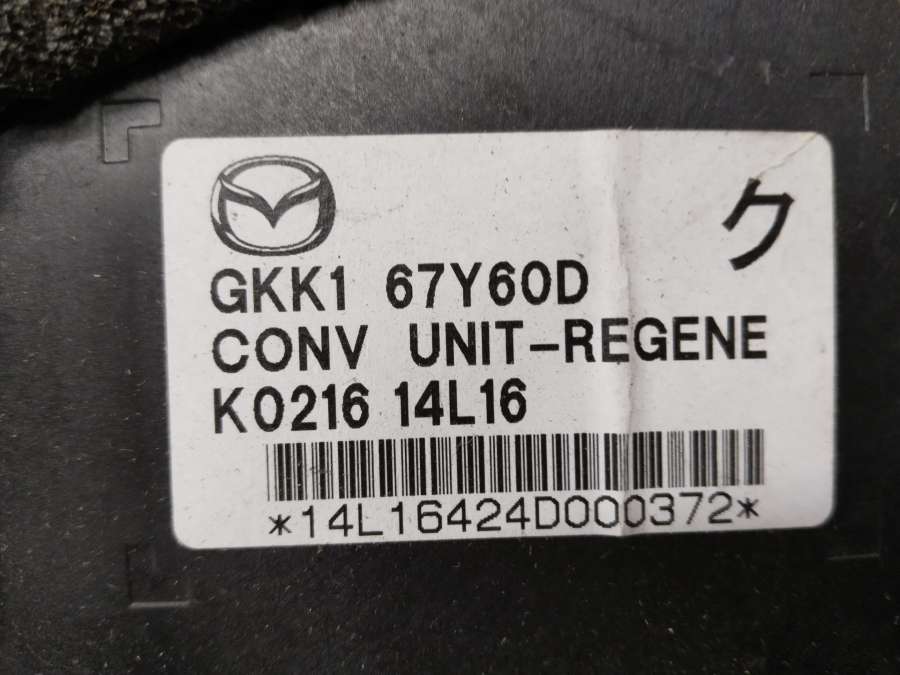 ク
GKK1 67Y60D
CONV UNIT-REGENE
K0216 14L16
*14L16424D000372*